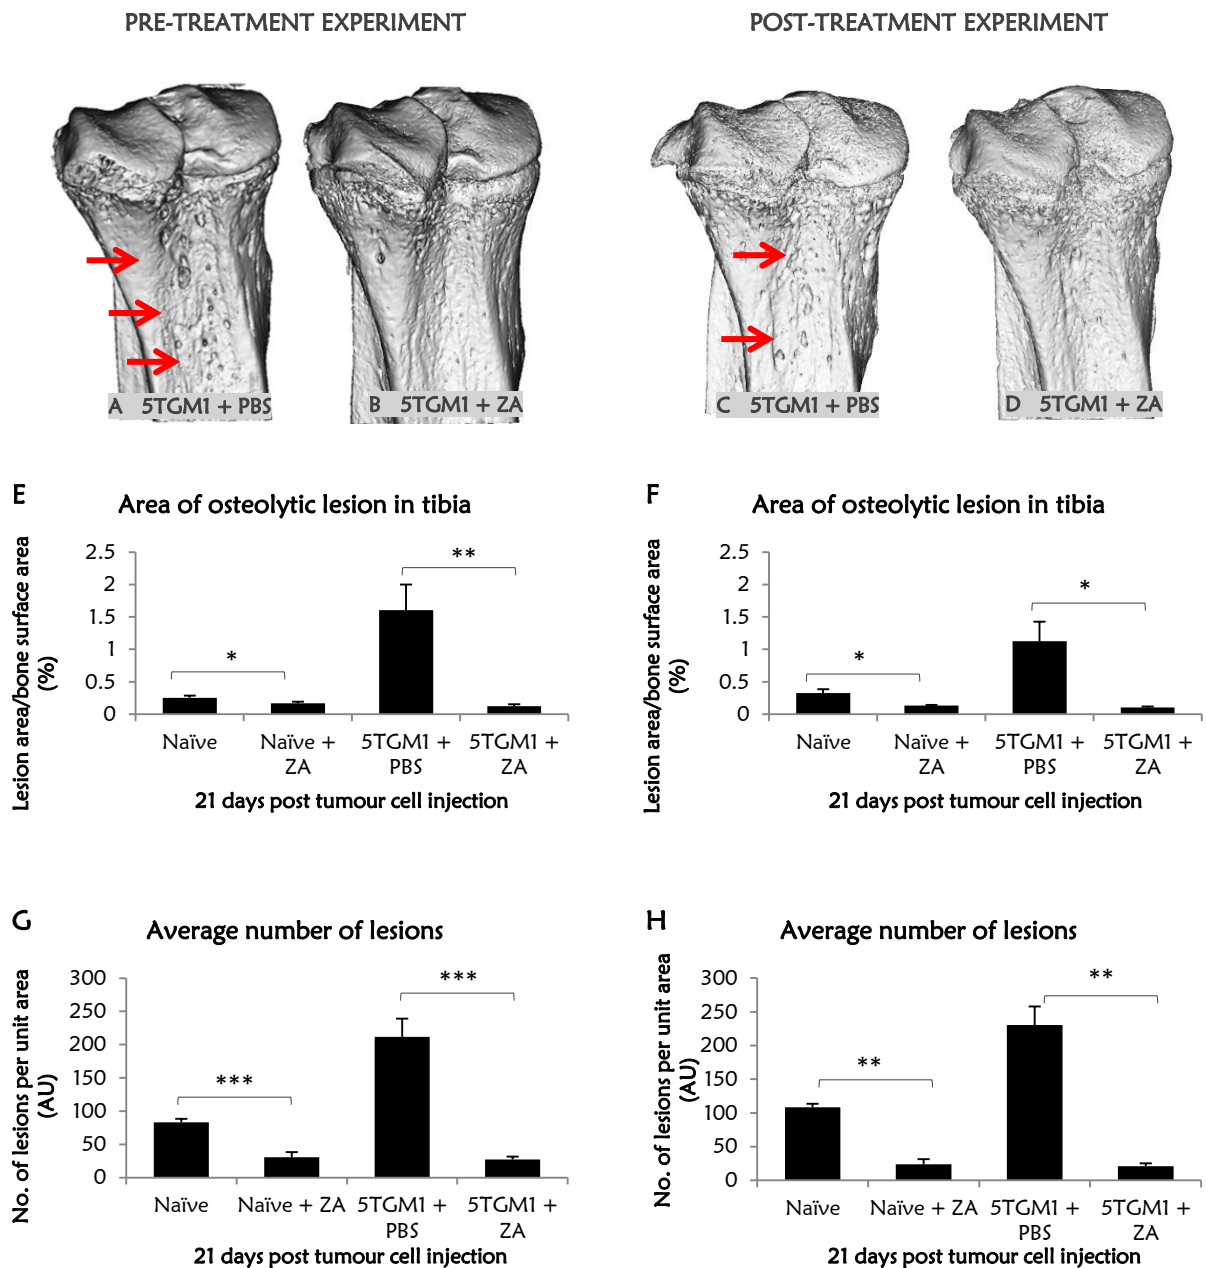 PRE-TREATMENT EXPERIMENT
POST-TREATMENT EXPERIMENT
A 5TGM1 + PBS
B 5TGM1 + ZA
C 5TGM1 + PBS
D 5TGM1 + ZA
E
Area of osteolytic lesion in tibia
Lesion area/bone surface area
(%)
2.5
2
1.5
1
0.5
0
*
**
Naïve
Naïve +
ZA
5TGM1 +
PBS
5TGM1 +
ZA
21 days post tumour cell injection
F
Area of osteolytic lesion in tibia
Lesion area/bone surface area
(%)
2.5
2
1.5
1
0.5
0
*
*
Naïve
Naïve +
ZA
5TGM1 +
PBS
5TGM1 +
ZA
21 days post tumour cell injection
G
Average number of lesions
No. of lesions per unit area
(AU)
300
250
200
150
100
50
0
***
***
Naïve
Naïve + ZA
5TGM1 +
PBS
5TGM1 +
ZA
21 days post tumour cell injection
H
Average number of lesions
No. of lesions per unit area
(AU)
300
250
200
150
100
50
0
**
**
Naïve
Naïve + ZA
5TGM1 +
PBS
5TGM1 +
ZA
21 days post tumour cell injection